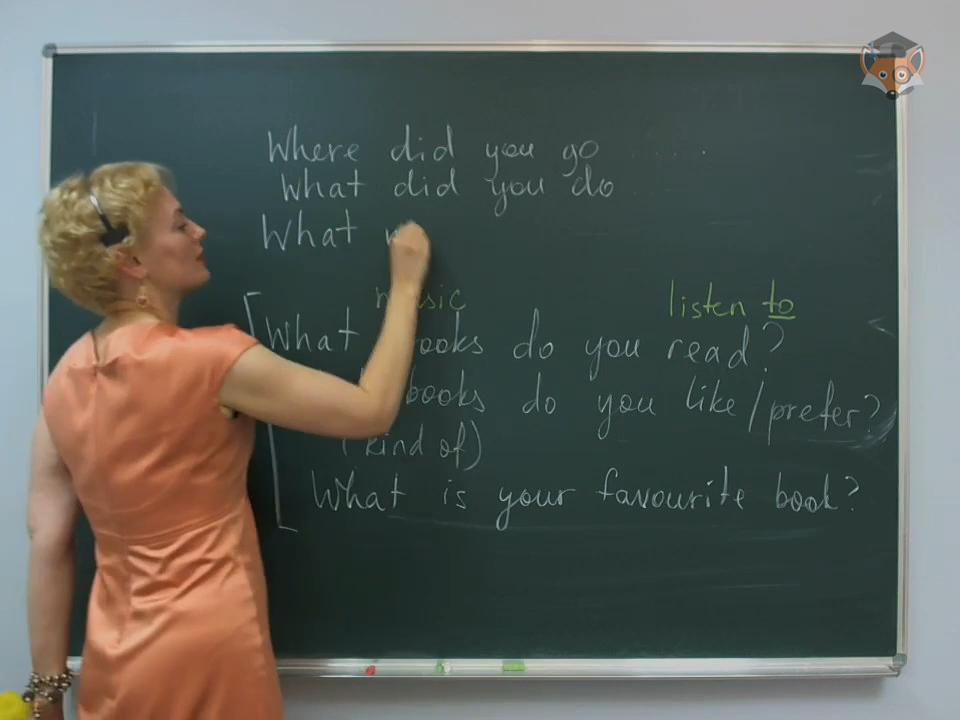 Where did you go .....
What did you do ...
What
music listen to
What books do you read?
books do you like/prefer?
(kind of)
What is your favourite book?